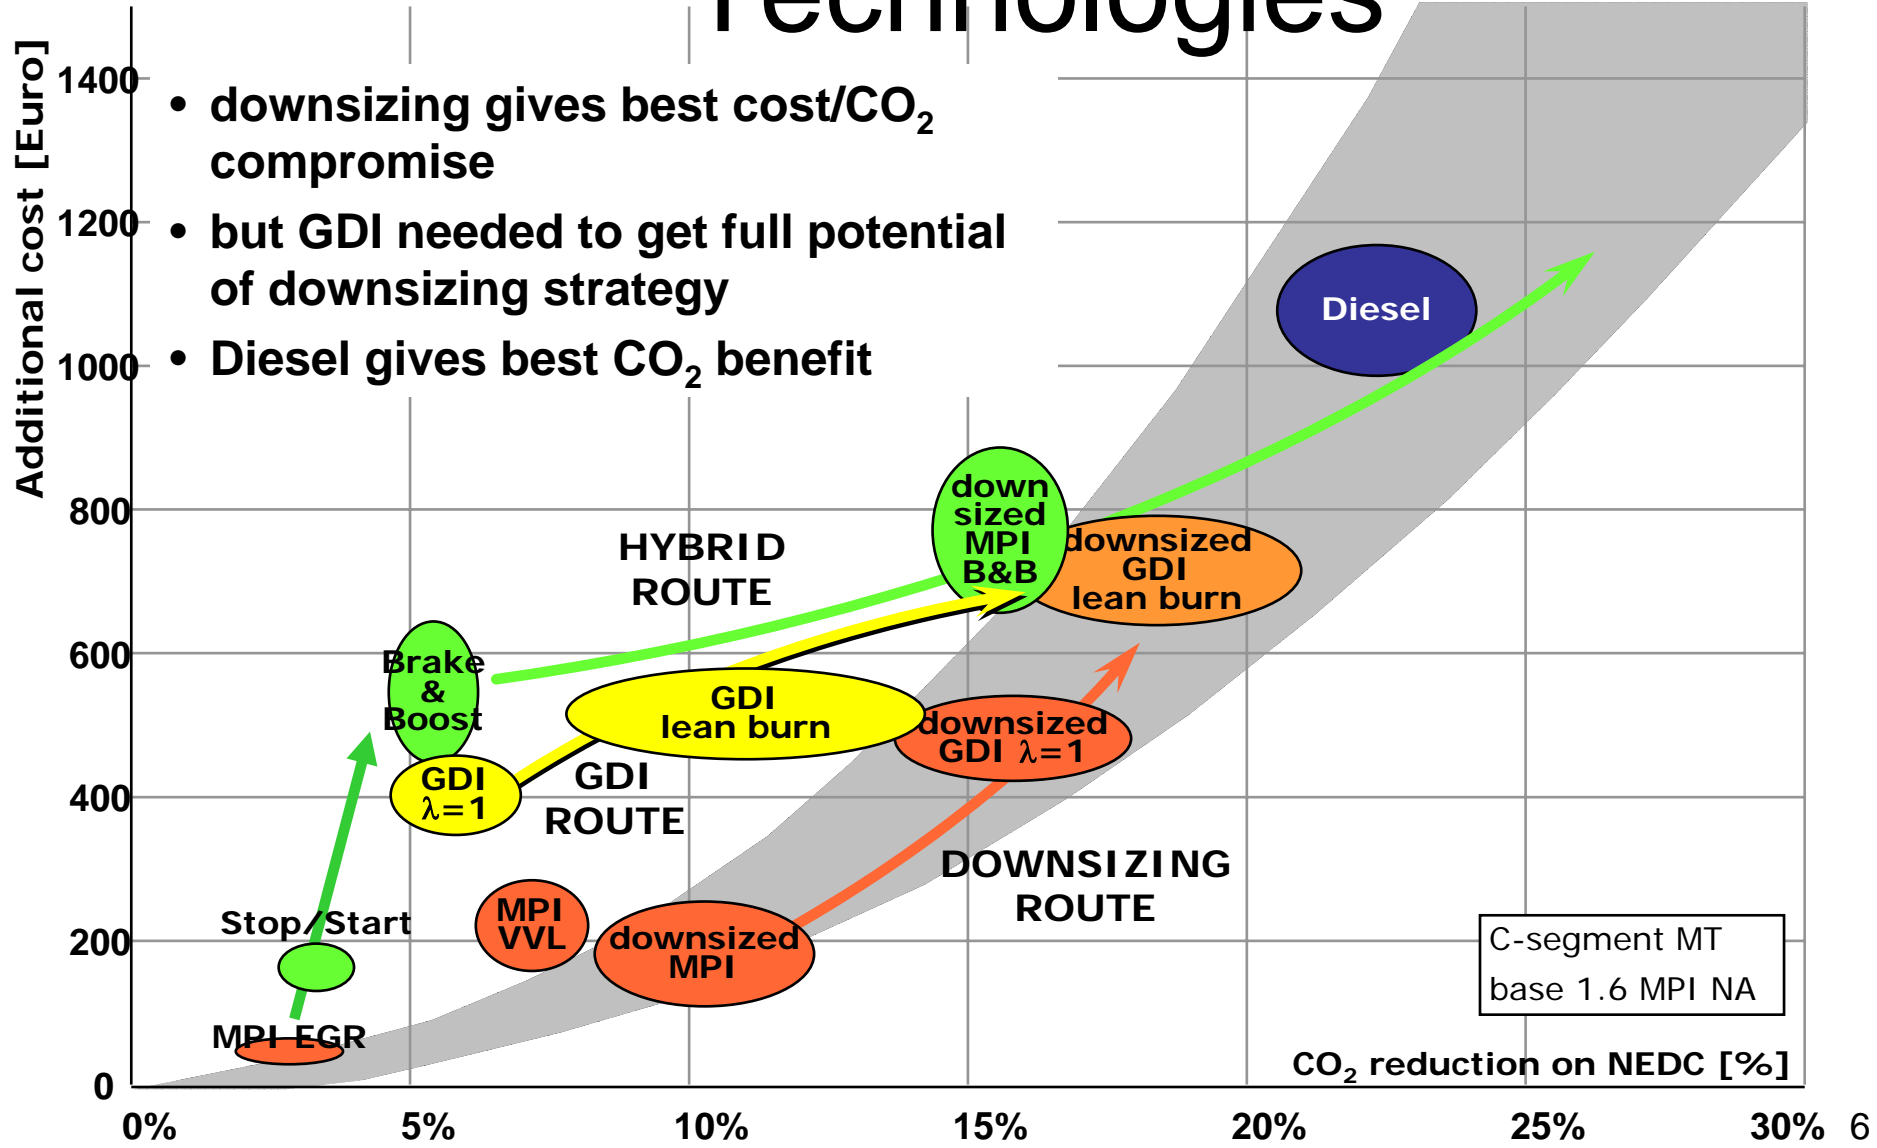 Technologies
Additional cost [Euro]
1400
1200
1000
800
600
400
200
0
• downsizing gives best cost/CO2
compromise
• but GDI needed to get full potential
of downsizing strategy
• Diesel gives best CO2 benefit
Diesel
down
sized
MPI
B&B
downsized
GDI
lean burn
HYBRID
ROUTE
Brake
&
Boost
GDI
lean burn
downsized
GDI λ=1
GDI
λ=1
GDI
ROUTE
DOWNSIZING
ROUTE
MPI
VVL
Stop/Start
downsized
MPI
MPI EGR
C-segment MT
base 1.6 MPI NA
CO2 reduction on NEDC [%]
0% 5% 10% 15% 20% 25% 30% 6